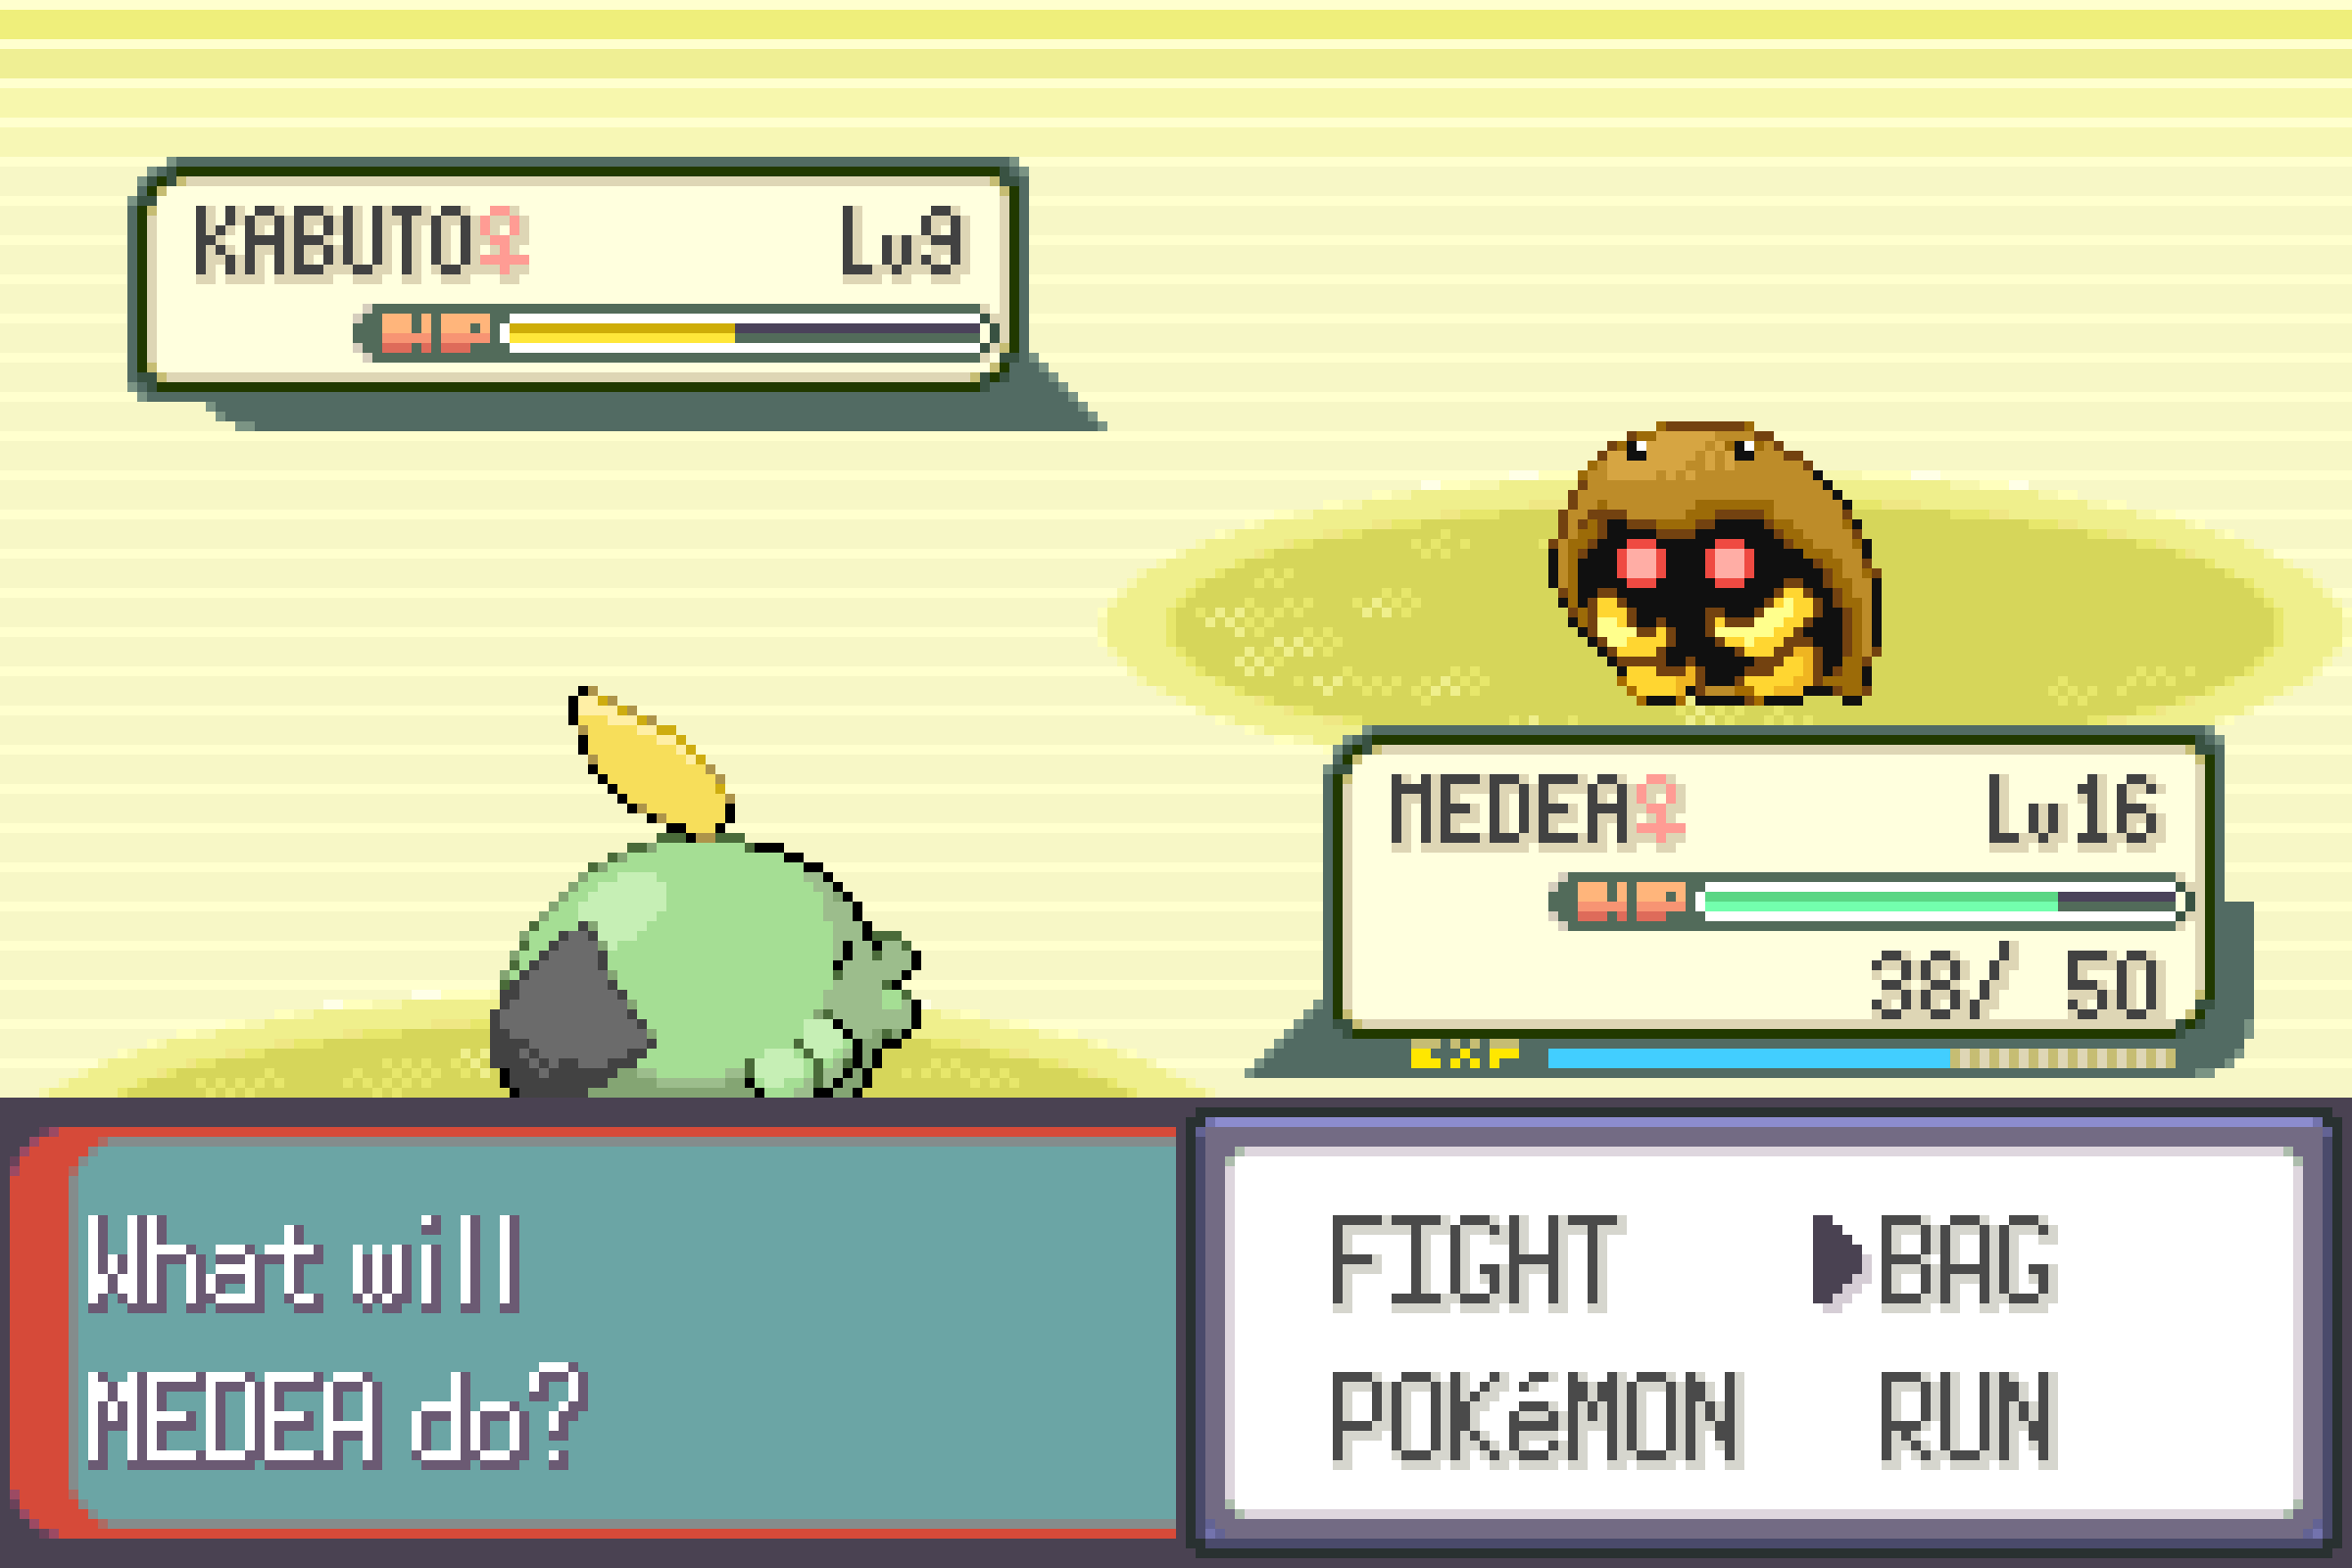 KABUTO♀ Lv9
HP
MEDEA♀ Lv16
HP
38/ 50
EXP
What will
MEDEA do?
FIGHT ▶BAG
POKéMON RUN